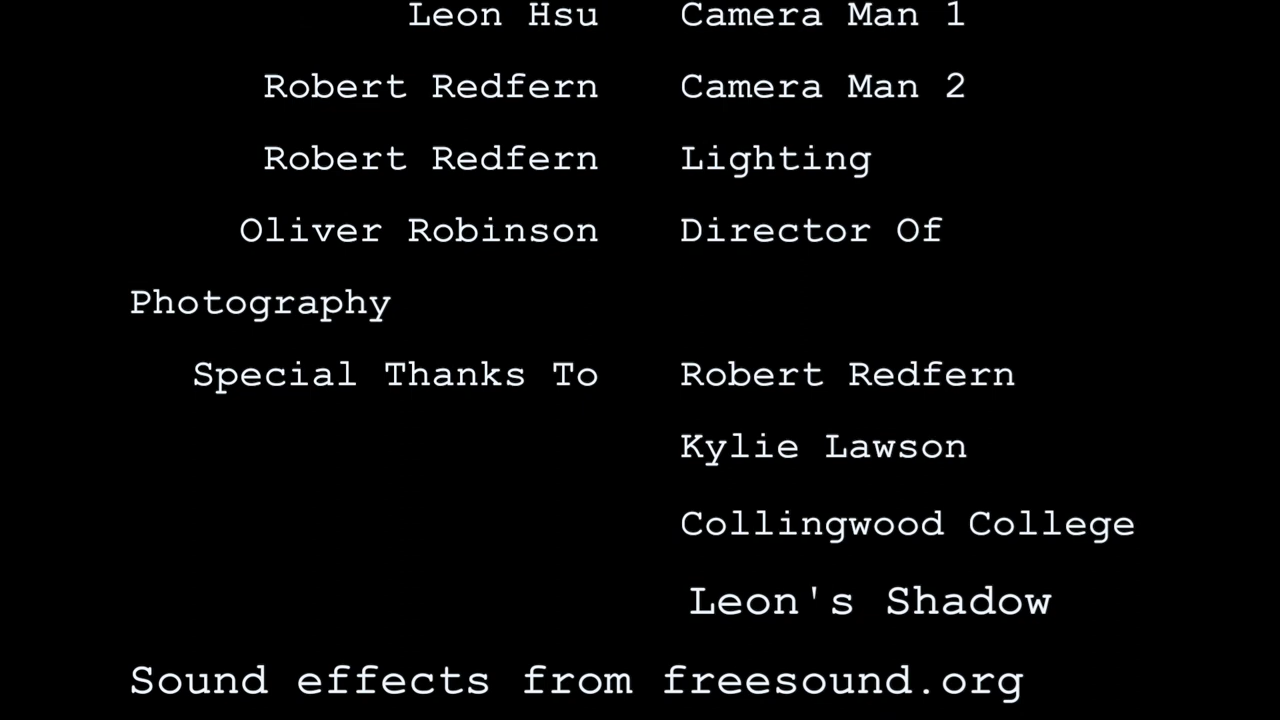 Leon Hsu Camera Man 1
Robert Redfern Camera Man 2
Robert Redfern Lighting
Oliver Robinson Director Of
Photography
Special Thanks To Robert Redfern
Kylie Lawson
Collingwood College
Leon's Shadow
Sound effects from freesound.org